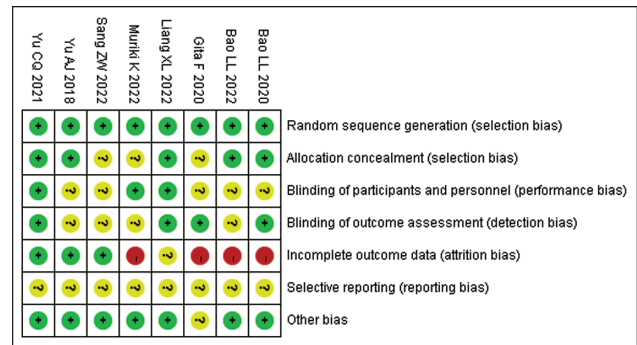 Yu CQ 2021
Yu AJ 2018
Sang ZW 2022
Muriki K 2022
Liang XL 2022
Gita F 2020
Bao LL 2022
Bao LL 2020
+ + + + + + + + Random sequence generation (selection bias)
+ + ? ? + ? + + Allocation concealment (selection bias)
+ ? ? + + ? ? ? Blinding of participants and personnel (performance bias)
+ ? ? ? + + ? + Blinding of outcome assessment (detection bias)
+ + + - ? - - - Incomplete outcome data (attrition bias)
? ? ? ? ? ? ? ? Selective reporting (reporting bias)
+ + + + + ? + + Other bias